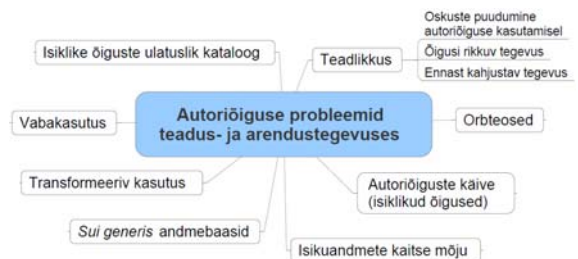 Autoriõiguse probleemid
teadus- ja arendustegevuses
Teadlikkus
Oskuste puudumine
autoriõiguse kasutamisel
Õigusi rikkuv tegevus
Ennast kahjustav tegevus
Orbteosed
Autoriõiguste käive
(isiklikud õigused)
Isikuandmete kaitse mõju
Sui generis andmebaasid
Transformeeriv kasutus
Vabakasutus
Isiklike õiguste ulatuslik kataloog